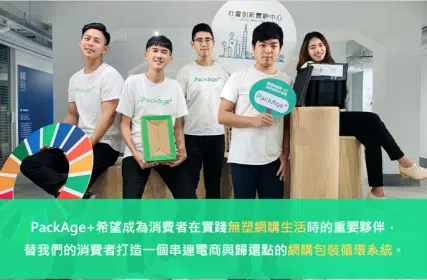 社會創新實驗中心
PackAge+
PackAge+
PackAge+
PackAge+
PackAge+希望成為消費者在實踐無塑網購生活時的重要夥伴，
替我們的消費者打造一個串連電商與歸還點的網購包裝循環系統。